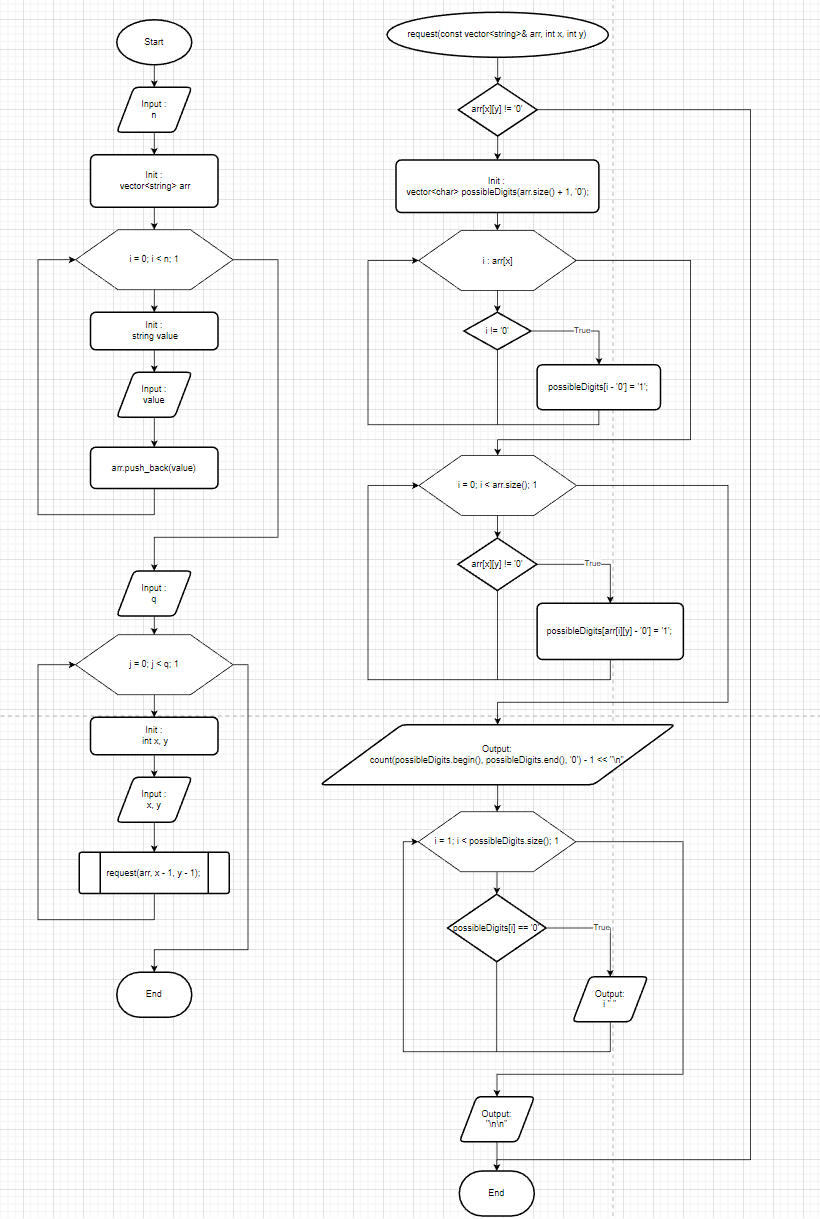 Start
Input :
n
Init :
vector<string> arr
i = 0; i < n; 1
Init :
string value
Input :
value
arr.push_back(value)
Input :
q
j = 0; j < q; 1
Init :
int x, y
Input :
x, y
request(arr, x - 1, y - 1);
End
request(const vector<string>& arr, int x, int y)
arr[x][y] != '0'
Init :
vector<char> possibleDigits(arr.size() + 1, '0');
i : arr[x]
i != '0'
True
possibleDigits[i - '0'] = '1';
i = 0; i < arr.size(); 1
arr[x][y] != '0'
True
possibleDigits[arr[i][y] - '0'] = '1';
Output:
count(possibleDigits.begin(), possibleDigits.end(), '0') - 1 << "\n"
i = 1; i < possibleDigits.size(); 1
possibleDigits[i] == '0'
True
Output:
i " "
Output:
"\n\n"
End